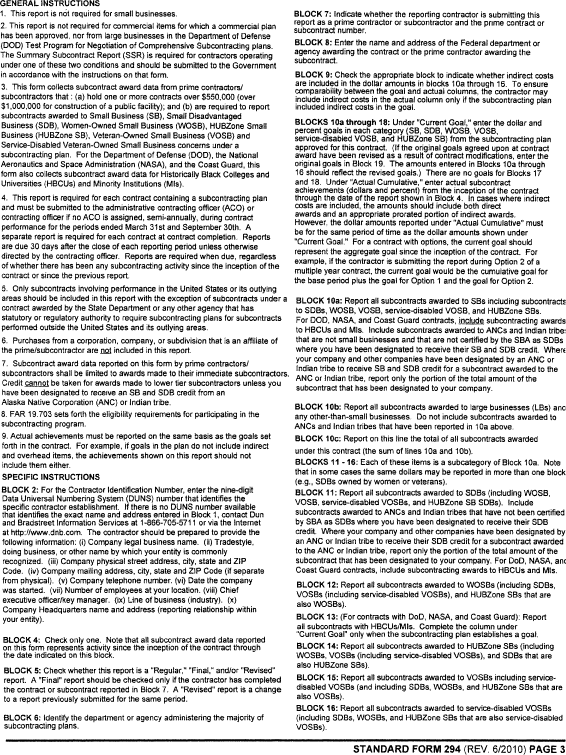 GENERAL INSTRUCTIONS
1. This report is not required for small businesses.
2. This report is not required for commercial items for which a commercial plan
has been approved, nor from large businesses in the Department of Defense
(DOD) Test Program for Negotiation of Comprehensive Subcontracting plans.
The Summary Subcontract Report (SSR) is required for contractors operating
under one of these two conditions and should be submitted to the Government
in accordance with the instructions on that form.
3. This form collects subcontract award data from prime contractors/
subcontractors that : (a) hold one or more contracts over $550,000 (over
$1,000,000 for construction of a public facility); and (b) are required to report
subcontracts awarded to Small Business (SB), Small Disadvantaged
Business (SDB), Women-Owned Small Business (WOSB), HUBZone Small
Business (HUBZone SB), Veteran-Owned Small Business (VOSB) and
Service-Disabled Veteran-Owned Small Business concerns under a
subcontracting plan. For the Department of Defense (DOD), the National
Aeronautics and Space Administration (NASA), and the Coast Guard, this
form also collects subcontract award data for Historically Black Colleges and
Universities (HBCUs) and Minority Institutions (MIs).
4. This report is required for each contract containing a subcontracting plan
and must be submitted to the administrative contracting officer (ACO) or
contracting officer if no ACO is assigned, semi-annually, during contract
performance for the periods ended March 31st and September 30th. A
separate report is required for each contract at contract completion. Reports
are due 30 days after the close of each reporting period unless otherwise
directed by the contracting officer. Reports are required when due, regardless
of whether there has been any subcontracting activity since the inception of the
contract or since the previous report.
5. Only subcontracts involving performance in the United States or its outlying
areas should be included in this report with the exception of subcontracts under a
contract awarded by the State Department or any other agency that has
statutory or regulatory authority to require subcontracting plans for subcontracts
performed outside the United States and its outlying areas.
6. Purchases from a corporation, company, or subdivision that is an affiliate of
the prime/subcontractor are not included in this report.
7. Subcontract award data reported on this form by prime contractors/
subcontractors shall be limited to awards made to their immediate subcontractors.
Credit cannot be taken for awards made to lower tier subcontractors unless you
have been designated to receive an SB and SDB credit from an
Alaska Native Corporation (ANC) or Indian tribe.
8. FAR 19.703 sets forth the eligibility requirements for participating in the
subcontracting program.
9. Actual achievements must be reported on the same basis as the goals set
forth in the contract. For example, if goals in the plan do not include indirect
and overhead items, the achievements shown on this report should not
include them either.
SPECIFIC INSTRUCTIONS
BLOCK 2: For the Contractor Identification Number, enter the nine-digit
Data Universal Numbering System (DUNS) number that identifies the
specific contractor establishment. If there is no DUNS number available
that identifies the exact name and address entered in Block 1, contact Dun
and Bradstreet Information Services at 1-866-705-5711 or via the Internet
at http://www.dnb.com. The contractor should be prepared to provide the
following information: (i) Company legal business name. (ii) Tradestyle,
doing business, or other name by which your entity is commonly
recognized. (iii) Company physical street address, city, state and ZIP
Code. (iv) Company mailing address, city, state and ZIP Code (if separate
from physical). (v) Company telephone number. (vi) Date the company
was started. (vii) Number of employees at your location. (viii) Chief
executive officer/key manager. (ix) Line of business (industry). (x)
Company Headquarters name and address (reporting relationship within
your entity).
BLOCK 4: Check only one. Note that all subcontract award data reported
on this form represents activity since the inception of the contract through
the date indicated on this block.
BLOCK 5: Check whether this report is a "Regular," "Final," and/or "Revised"
report. A "Final" report should be checked only if the contractor has completed
the contract or subcontract reported in Block 7. A "Revised" report is a change
to a report previously submitted for the same period.
BLOCK 6: Identify the department or agency administering the majority of
subcontracting plans.
BLOCK 7: Indicate whether the reporting contractor is submitting this
report as a prime contractor or subcontractor and the prime contract or
subcontract number.
BLOCK 8: Enter the name and address of the Federal department or
agency awarding the contract or the prime contractor awarding the
subcontract.
BLOCK 9: Check the appropriate block to indicate whether indirect costs
are included in the dollar amounts in blocks 10a through 16. To ensure
comparability between the goal and actual columns, the contractor may
include indirect costs in the actual column only if the subcontracting plan
included indirect costs in the goal.
BLOCKS 10a through 18: Under "Current Goal," enter the dollar and
percent goals in each category (SB, SDB, WOSB, VOSB,
service-disabled VOSB, and HUBZone SB) from the subcontracting plan
approved for this contract. (If the original goals agreed upon at contract
award have been revised as a result of contract modifications, enter the
original goals in Block 19. The amounts entered in Blocks 10a through
16 should reflect the revised goals.) There are no goals for Blocks 17
and 18. Under "Actual Cumulative," enter actual subcontract
achievements (dollars and percent) from the inception of the contract
through the date of the report shown in Block 4. In cases where indirect
costs are included, the amounts should include both direct
awards and an appropriate prorated portion of indirect awards.
However, the dollar amounts reported under "Actual Cumulative" must
be for the same period of time as the dollar amounts shown under
"Current Goal." For a contract with options, the current goal should
represent the aggregate goal since the inception of the contract. For
example, if the contractor is submitting the report during Option 2 of a
multiple year contract, the current goal would be the cumulative goal for
the base period plus the goal for Option 1 and the goal for Option 2.
BLOCK 10a: Report all subcontracts awarded to SBs including subcontracts
to SDBs, WOSB, VOSB, service-disabled VOSB, and HUBZone SBs.
For DOD, NASA, and Coast Guard contracts, include subcontracting awards
to HBCUs and MIs. Include subcontracts awarded to ANCs and Indian tribes
that are not small businesses and that are not certified by the SBA as SDBs
where you have been designated to receive their SB and SDB credit. Where
your company and other companies have been designated by an ANC or
Indian tribe to receive SB and SDB credit for a subcontract awarded to the
ANC or Indian tribe, report only the portion of the total amount of the
subcontract that has been designated to your company.
BLOCK 10b: Report all subcontracts awarded to large businesses (LBs) and
any other-than-small businesses. Do not include subcontracts awarded to
ANCs and Indian tribes that have been reported in 10a above.
BLOCK 10c: Report on this line the total of all subcontracts awarded
under this contract (the sum of lines 10a and 10b).
BLOCKS 11 - 16: Each of these items is a subcategory of Block 10a. Note
that in some cases the same dollars may be reported in more than one block
(e.g., SDBs owned by women or veterans).
BLOCK 11: Report all subcontracts awarded to SDBs (including WOSB,
VOSB, service-disabled VOSBs, and HUBZone SB SDBs). Include
subcontracts awarded to ANCs and Indian tribes that have not been certified
by SBA as SDBs where you have been designated to receive their SDB
credit. Where your company and other companies have been designated by
an ANC or Indian tribe to receive their SDB credit for a subcontract awarded
to the ANC or Indian tribe, report only the portion of the total amount of the
subcontract that has been designated to your company. For DoD, NASA, and
Coast Guard contracts, include subcontracting awards to HBCUs and MIs.
BLOCK 12: Report all subcontracts awarded to WOSBs (including SDBs,
VOSBs (including service-disabled VOSBs), and HUBZone SBs that are
also WOSBs).
BLOCK 13: (For contracts with DoD, NASA, and Coast Guard): Report
all subcontracts with HBCUs/MIs. Complete the column under
"Current Goal" only when the subcontracting plan establishes a goal.
BLOCK 14: Report all subcontracts awarded to HUBZone SBs (including
WOSBs, VOSBs (including service-disabled VOSBs), and SDBs that are
also HUBZone SBs).
BLOCK 15: Report all subcontracts awarded to VOSBs including service-
disabled VOSBs (and including SDBs, WOSBs, and HUBZone SBs that are
also VOSBs).
BLOCK 16: Report all subcontracts awarded to service-disabled VOSBs
(including SDBs, WOSBs, and HUBZone SBs that are also service-disabled
VOSBs).
STANDARD FORM 294 (REV. 6/2010) PAGE 3